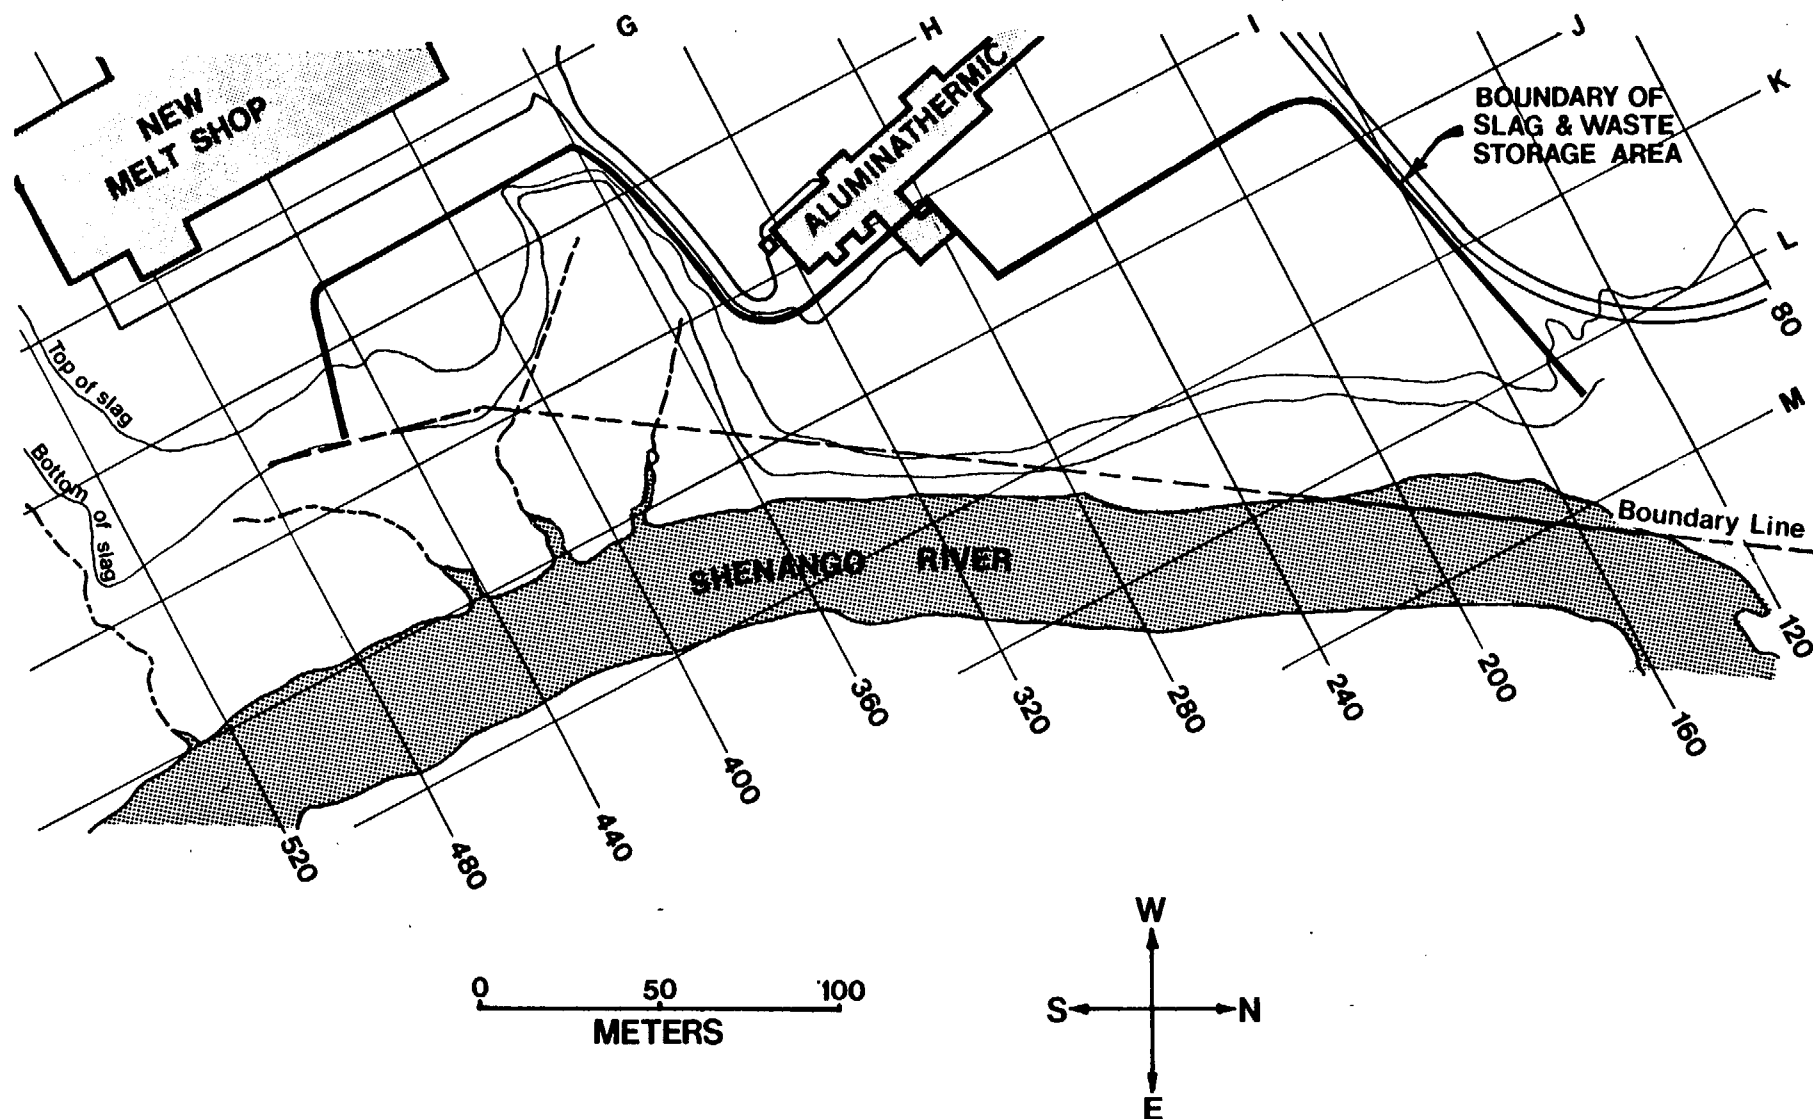 G
H
I
J
K
L
M
NEW
MELT SHOP
ALUMINATHERMIC
BOUNDARY OF
SLAG & WASTE
STORAGE AREA
Top of slag
Bottom of slag
Boundary Line
SHENANGO RIVER
80
120
160
200
240
280
320
360
400
440
480
520
0 50 100
METERS
W
S N
E